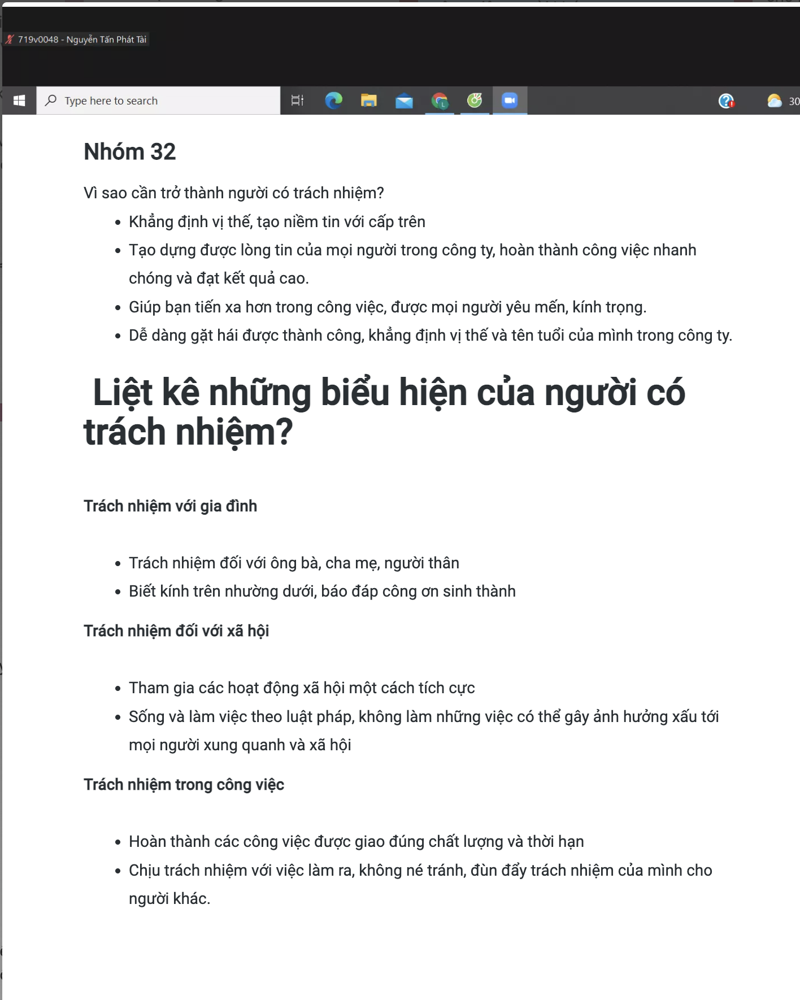 719v0048 - Nguyễn Tấn Phát Tài
Type here to search
30
Nhóm 32
Vì sao cần trở thành người có trách nhiệm?
Khẳng định vị thế, tạo niềm tin với cấp trên
Tạo dựng được lòng tin của mọi người trong công ty, hoàn thành công việc nhanh
chóng và đạt kết quả cao.
Giúp bạn tiến xa hơn trong công việc, được mọi người yêu mến, kính trọng.
Dễ dàng gặt hái được thành công, khẳng định vị thế và tên tuổi của mình trong công ty.
Liệt kê những biểu hiện của người có
trách nhiệm?
Trách nhiệm với gia đình
Trách nhiệm đối với ông bà, cha mẹ, người thân
Biết kính trên nhường dưới, báo đáp công ơn sinh thành
Trách nhiệm đối với xã hội
Tham gia các hoạt động xã hội một cách tích cực
Sống và làm việc theo luật pháp, không làm những việc có thể gây ảnh hưởng xấu tới
mọi người xung quanh và xã hội
Trách nhiệm trong công việc
Hoàn thành các công việc được giao đúng chất lượng và thời hạn
Chịu trách nhiệm với việc làm ra, không né tránh, đùn đẩy trách nhiệm của mình cho
người khác.